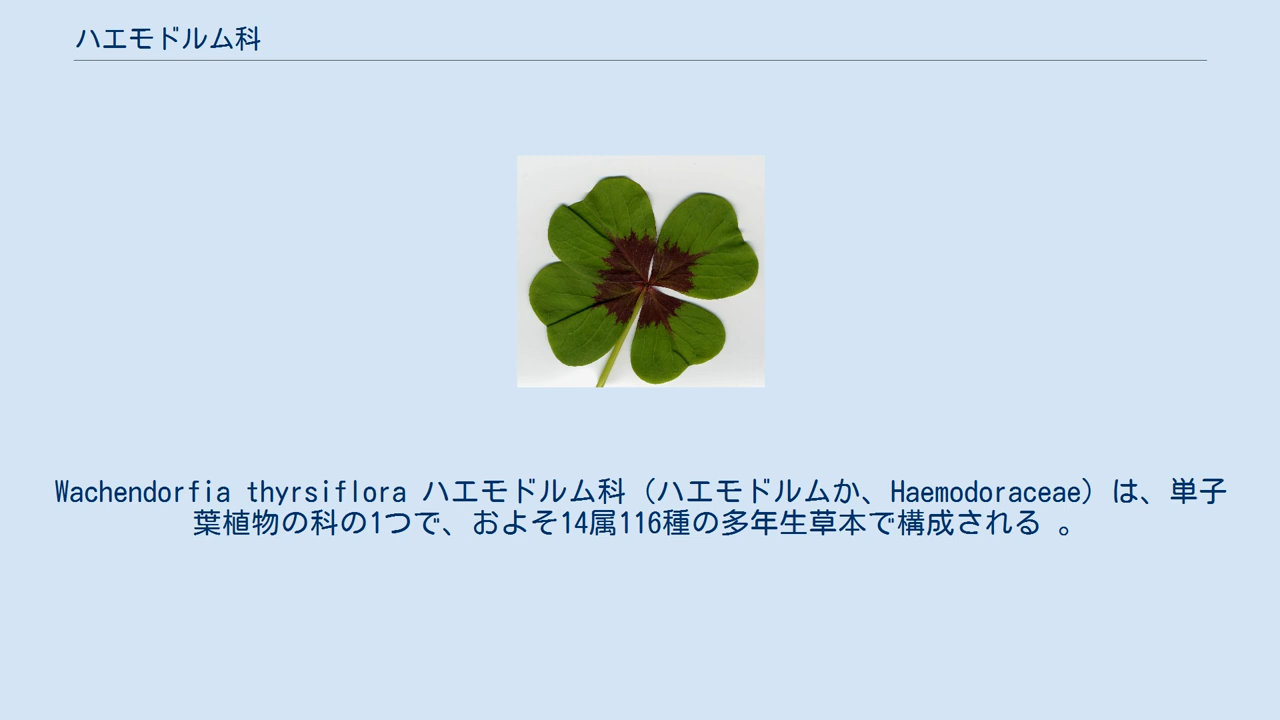 ハエモドルム科
Wachendorfia thyrsiflora ハエモドルム科（ハエモドルムか、Haemodoraceae）は、単子
葉植物の科の1つで、およそ14属116種の多年生草本で構成される 。